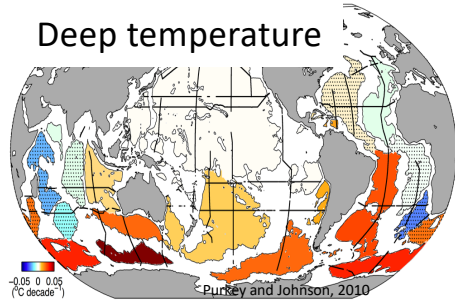 Deep temperature
-0.05 0 0.05
(°C decade⁻¹)
Purkey and Johnson, 2010